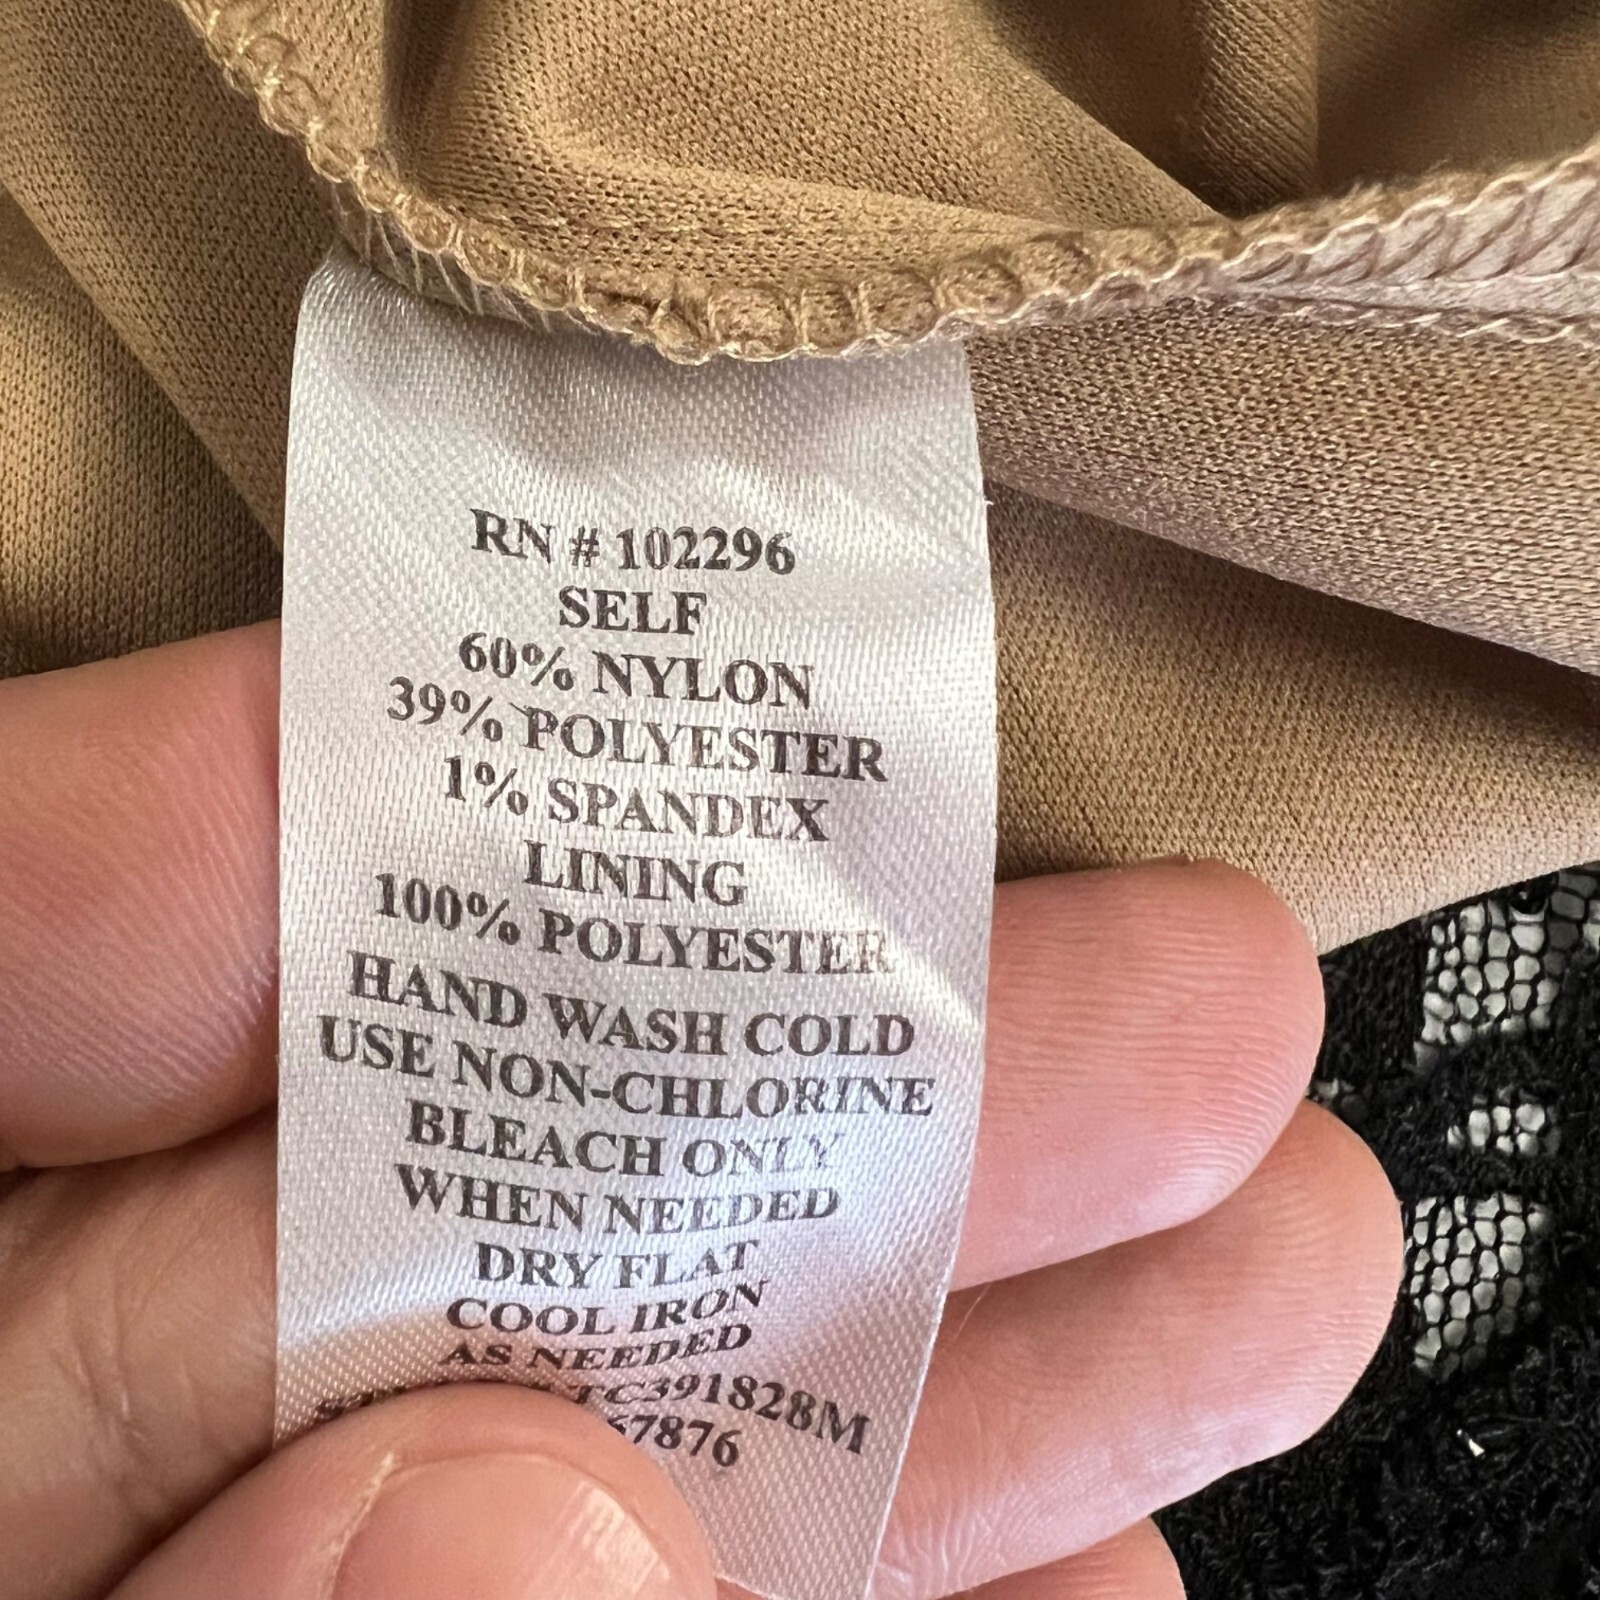 RN # 102296
SELF
60% NYLON
39% POLYESTER
1% SPANDEX
LINING
100% POLYESTER
HAND WASH COLD
USE NON-CHLORINE
BLEACH ONLY
WHEN NEEDED
DRY FLAT
COOL IRON
AS NEEDED
TC391828M
67876